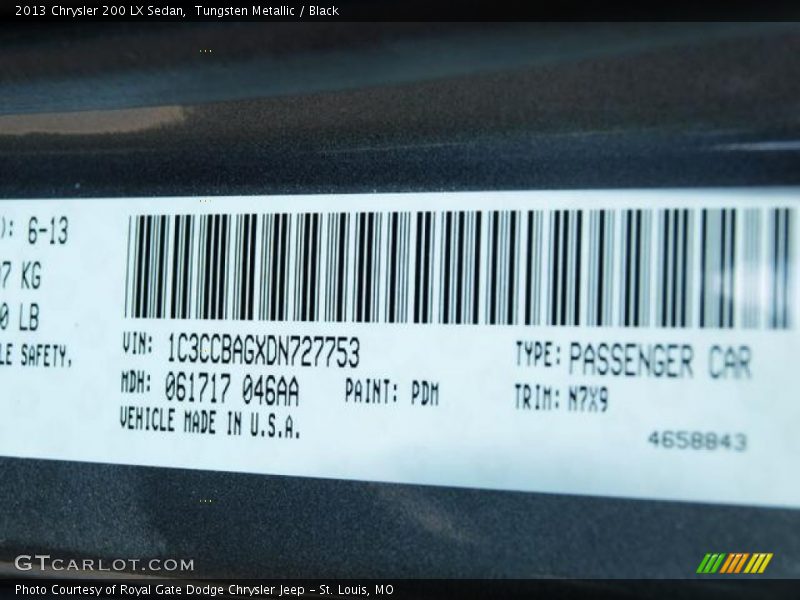 2013 Chrysler 200 LX Sedan,  Tungsten Metallic / Black
): 6-13
7 KG
0 LB
LE SAFETY.
VIN: 1C3CCBAGXDN727753
TYPE: PASSENGER CAR
MDH: 061717 046AA
PAINT: PDM
TRIM: N7X9
VEHICLE MADE IN U.S.A.
4658843
GTCARLOT.COM
Photo Courtesy of Royal Gate Dodge Chrysler Jeep - St. Louis, MO